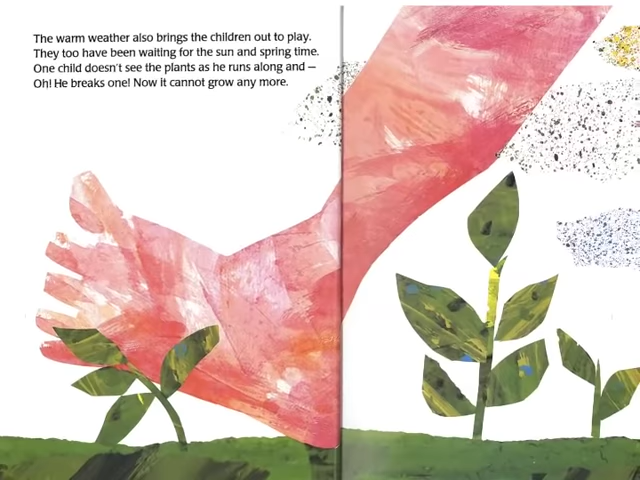 The warm weather also brings the children out to play.
They too have been waiting for the sun and spring time.
One child doesn't see the plants as he runs along and –
Oh! He breaks one! Now it cannot grow any more.